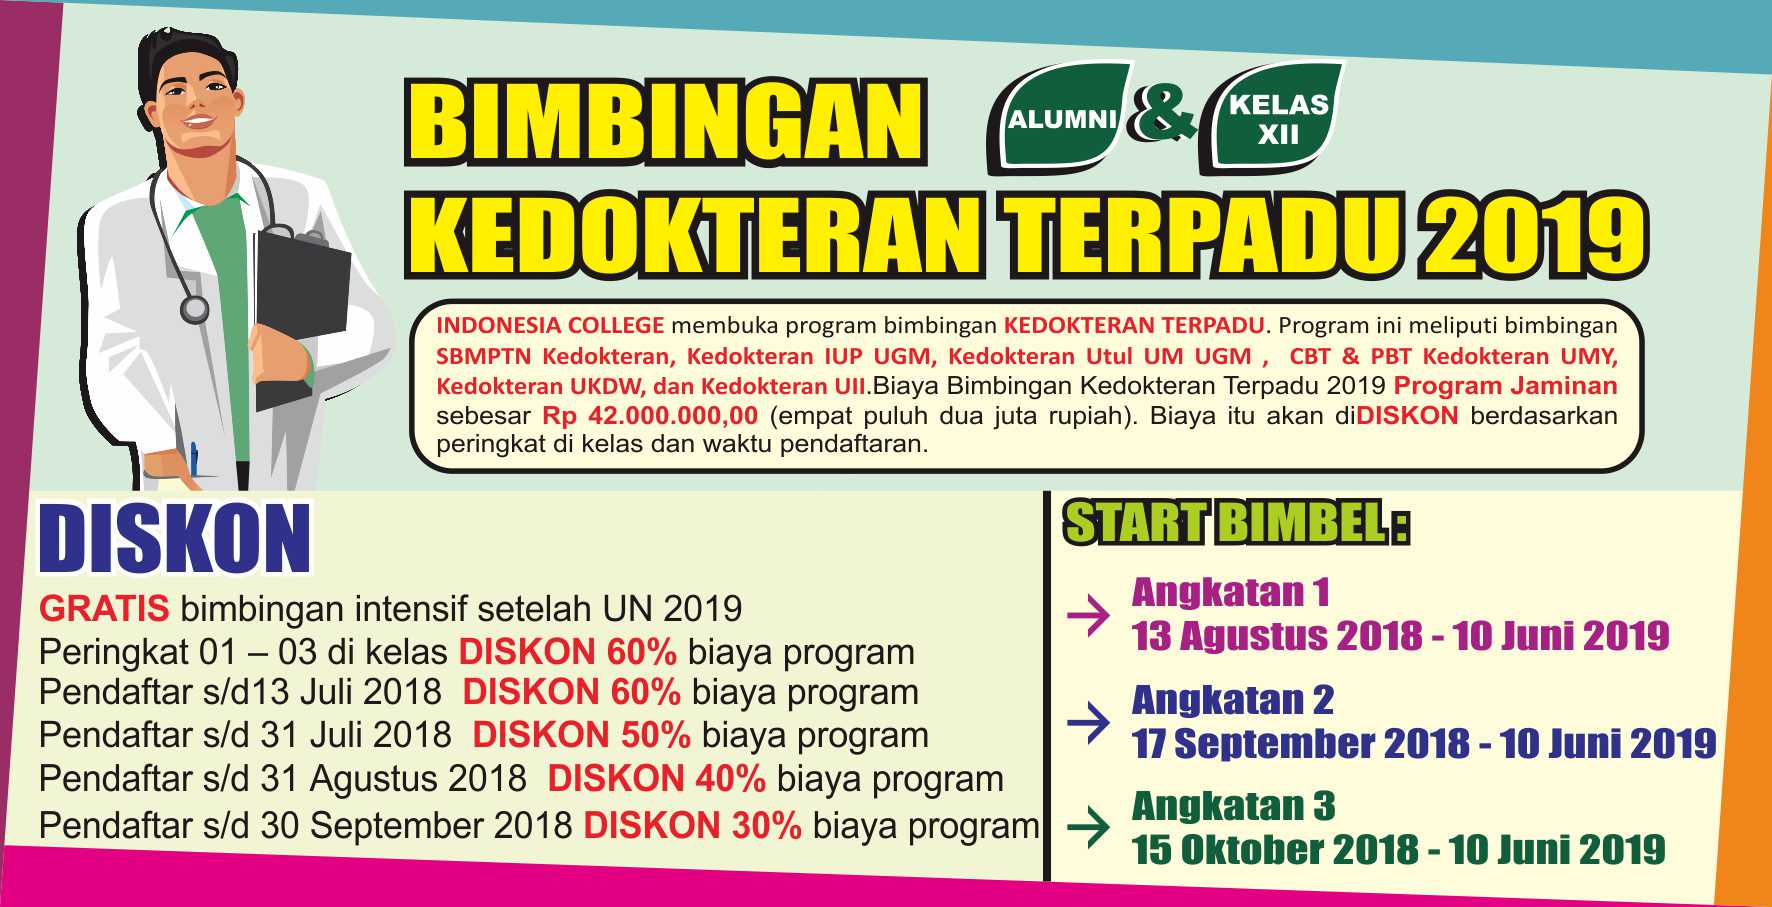 BIMBINGAN
ALUMNI & KELAS XII
KEDOKTERAN TERPADU 2019
INDONESIA COLLEGE membuka program bimbingan KEDOKTERAN TERPADU. Program ini meliputi bimbingan
SBMPTN Kedokteran, Kedokteran IUP UGM, Kedokteran Utul UM UGM , CBT & PBT Kedokteran UMY,
Kedokteran UKDW, dan Kedokteran UII.Biaya Bimbingan Kedokteran Terpadu 2019 Program Jaminan
sebesar Rp 42.000.000,00 (empat puluh dua juta rupiah). Biaya itu akan diDISKON berdasarkan
peringkat di kelas dan waktu pendaftaran.
DISKON
GRATIS bimbingan intensif setelah UN 2019
Peringkat 01 – 03 di kelas DISKON 60% biaya program
Pendaftar s/d13 Juli 2018 DISKON 60% biaya program
Pendaftar s/d 31 Juli 2018 DISKON 50% biaya program
Pendaftar s/d 31 Agustus 2018 DISKON 40% biaya program
Pendaftar s/d 30 September 2018 DISKON 30% biaya program
START BIMBEL :
Angkatan 1
13 Agustus 2018 - 10 Juni 2019
Angkatan 2
17 September 2018 - 10 Juni 2019
Angkatan 3
15 Oktober 2018 - 10 Juni 2019